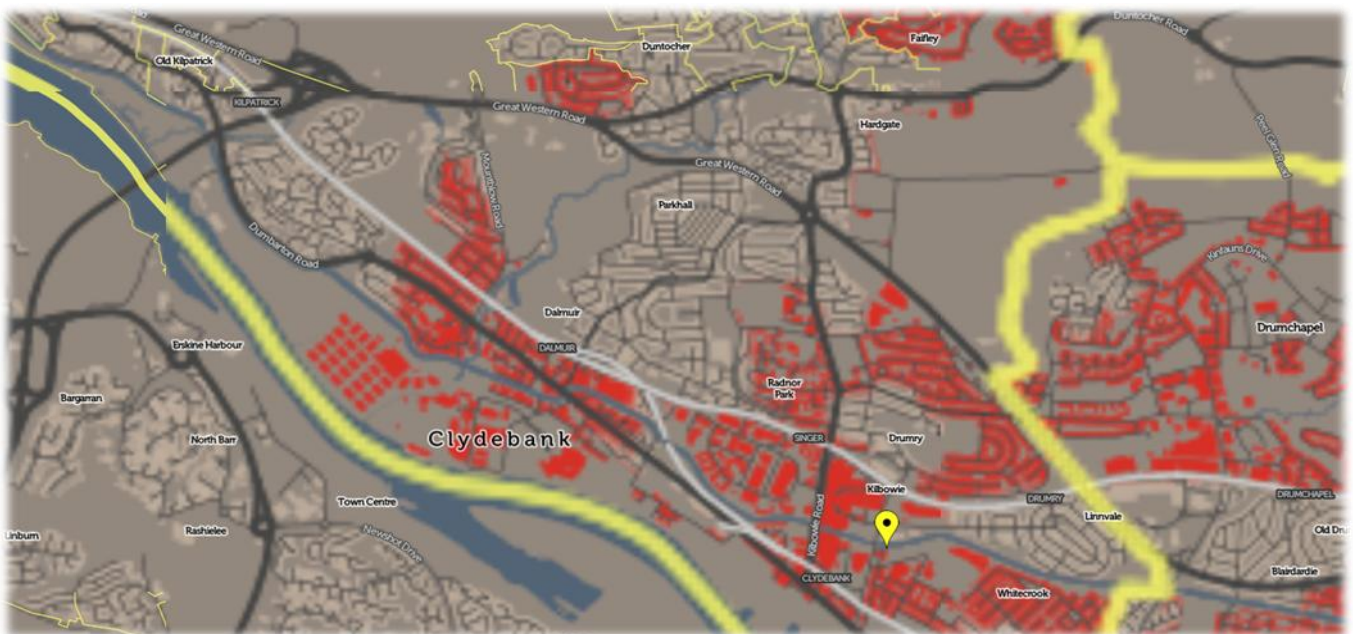 Great Western Road
Duntocher Road
Faifley
Duntocher
Old Kilpatrick
KILPATRICK
Great Western Road
Hardgate
Peel Glen Road
Mountblow Road
Great Western Road
Parkhall
Dumbarton Road
Kinfauns Drive
Dalmuir
Drumchapel
Erskine Harbour
DALMUIR
Radnor
Park
Bargarran
North Barr
Clydebank
SINGER
Drumry
Town Centre
Kilbowie
DRUMRY
DRUMCHAPEL
Linnvale
Rashielee
Newshot Drive
Kilbowie Road
Blairdardie
CLYDEBANK
Whitecrook